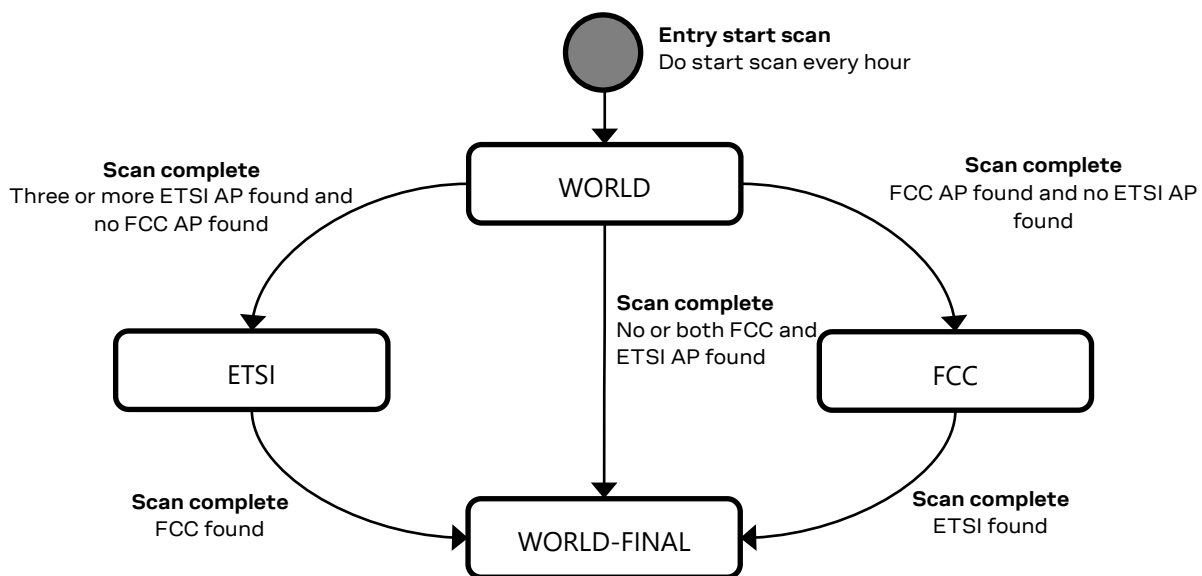 Entry start scan
Do start scan every hour
WORLD
Scan complete
Three or more ETSI AP found and
no FCC AP found
Scan complete
FCC AP found and no ETSI AP
found
Scan complete
No or both FCC and
ETSI AP found
ETSI
FCC
Scan complete
FCC found
WORLD-FINAL
Scan complete
ETSI found